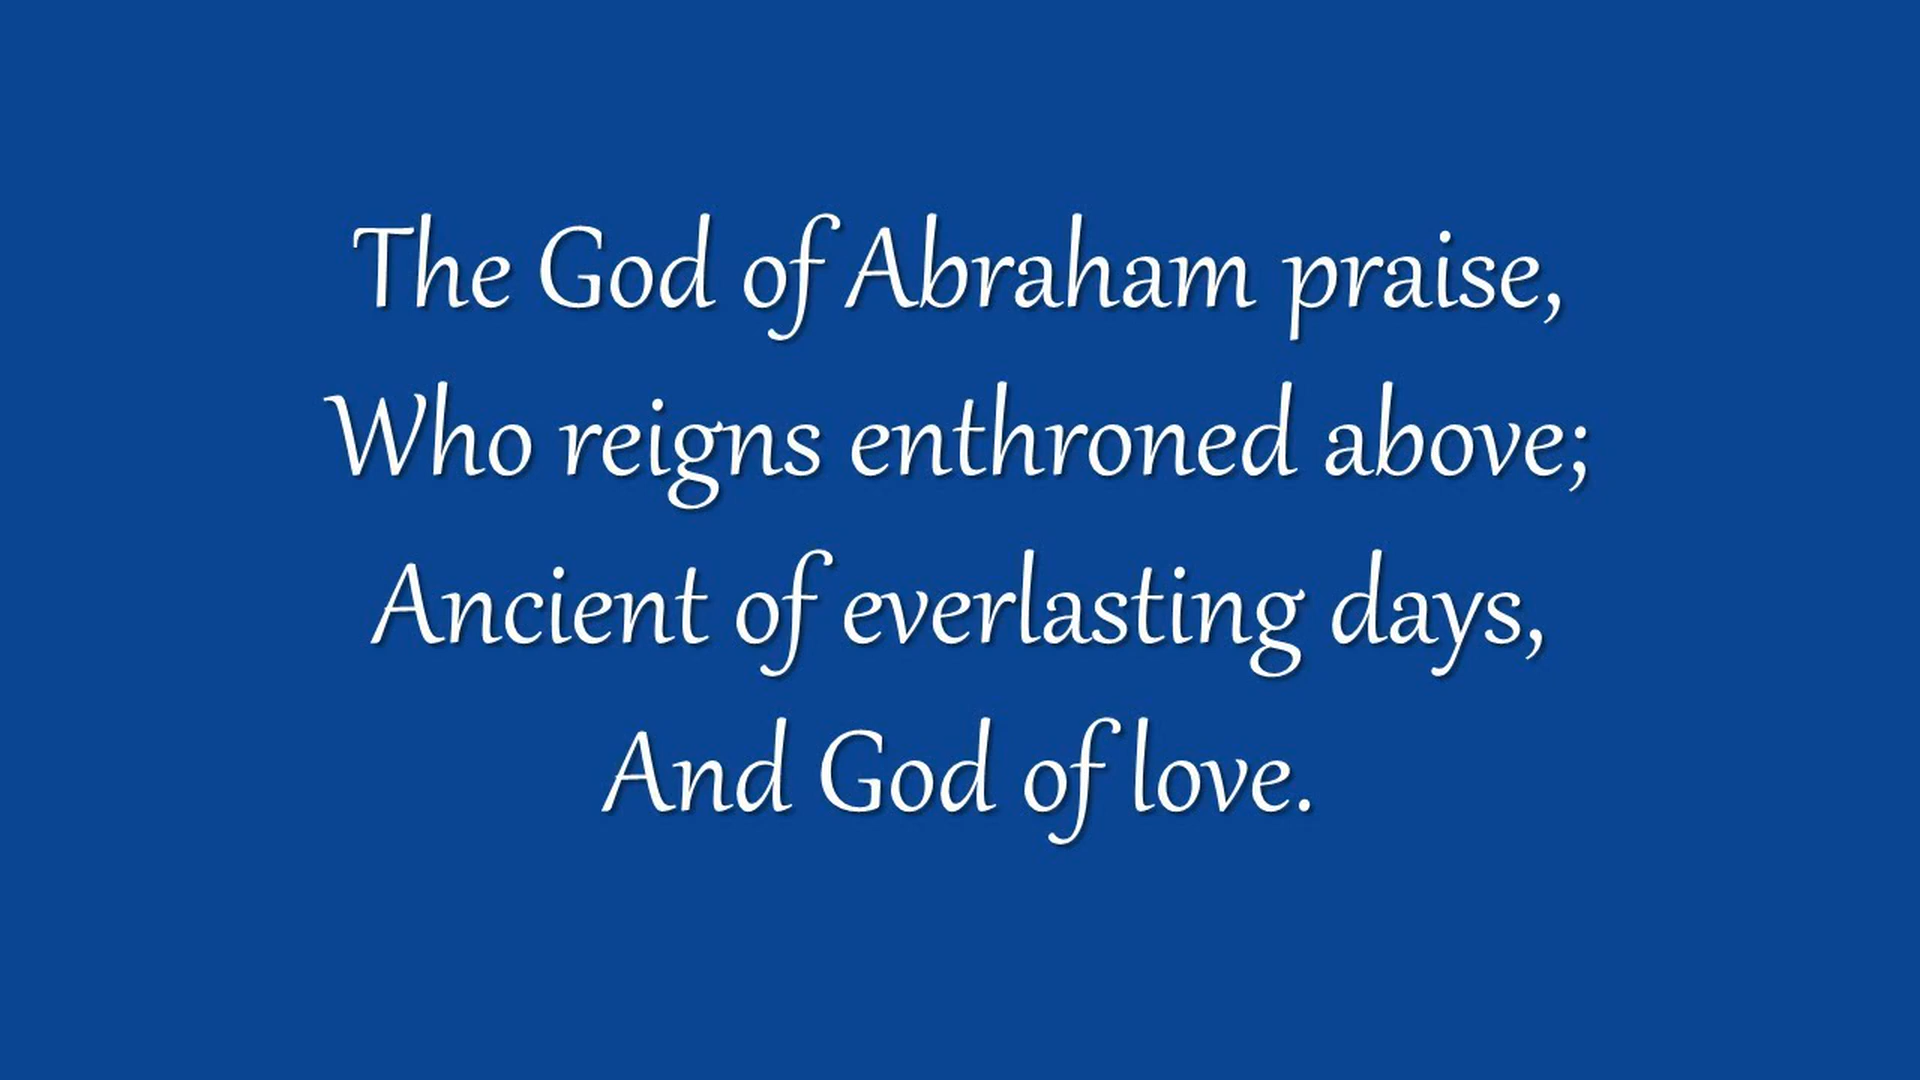 The God of Abraham praise,
Who reigns enthroned above;
Ancient of everlasting days,
And God of love.